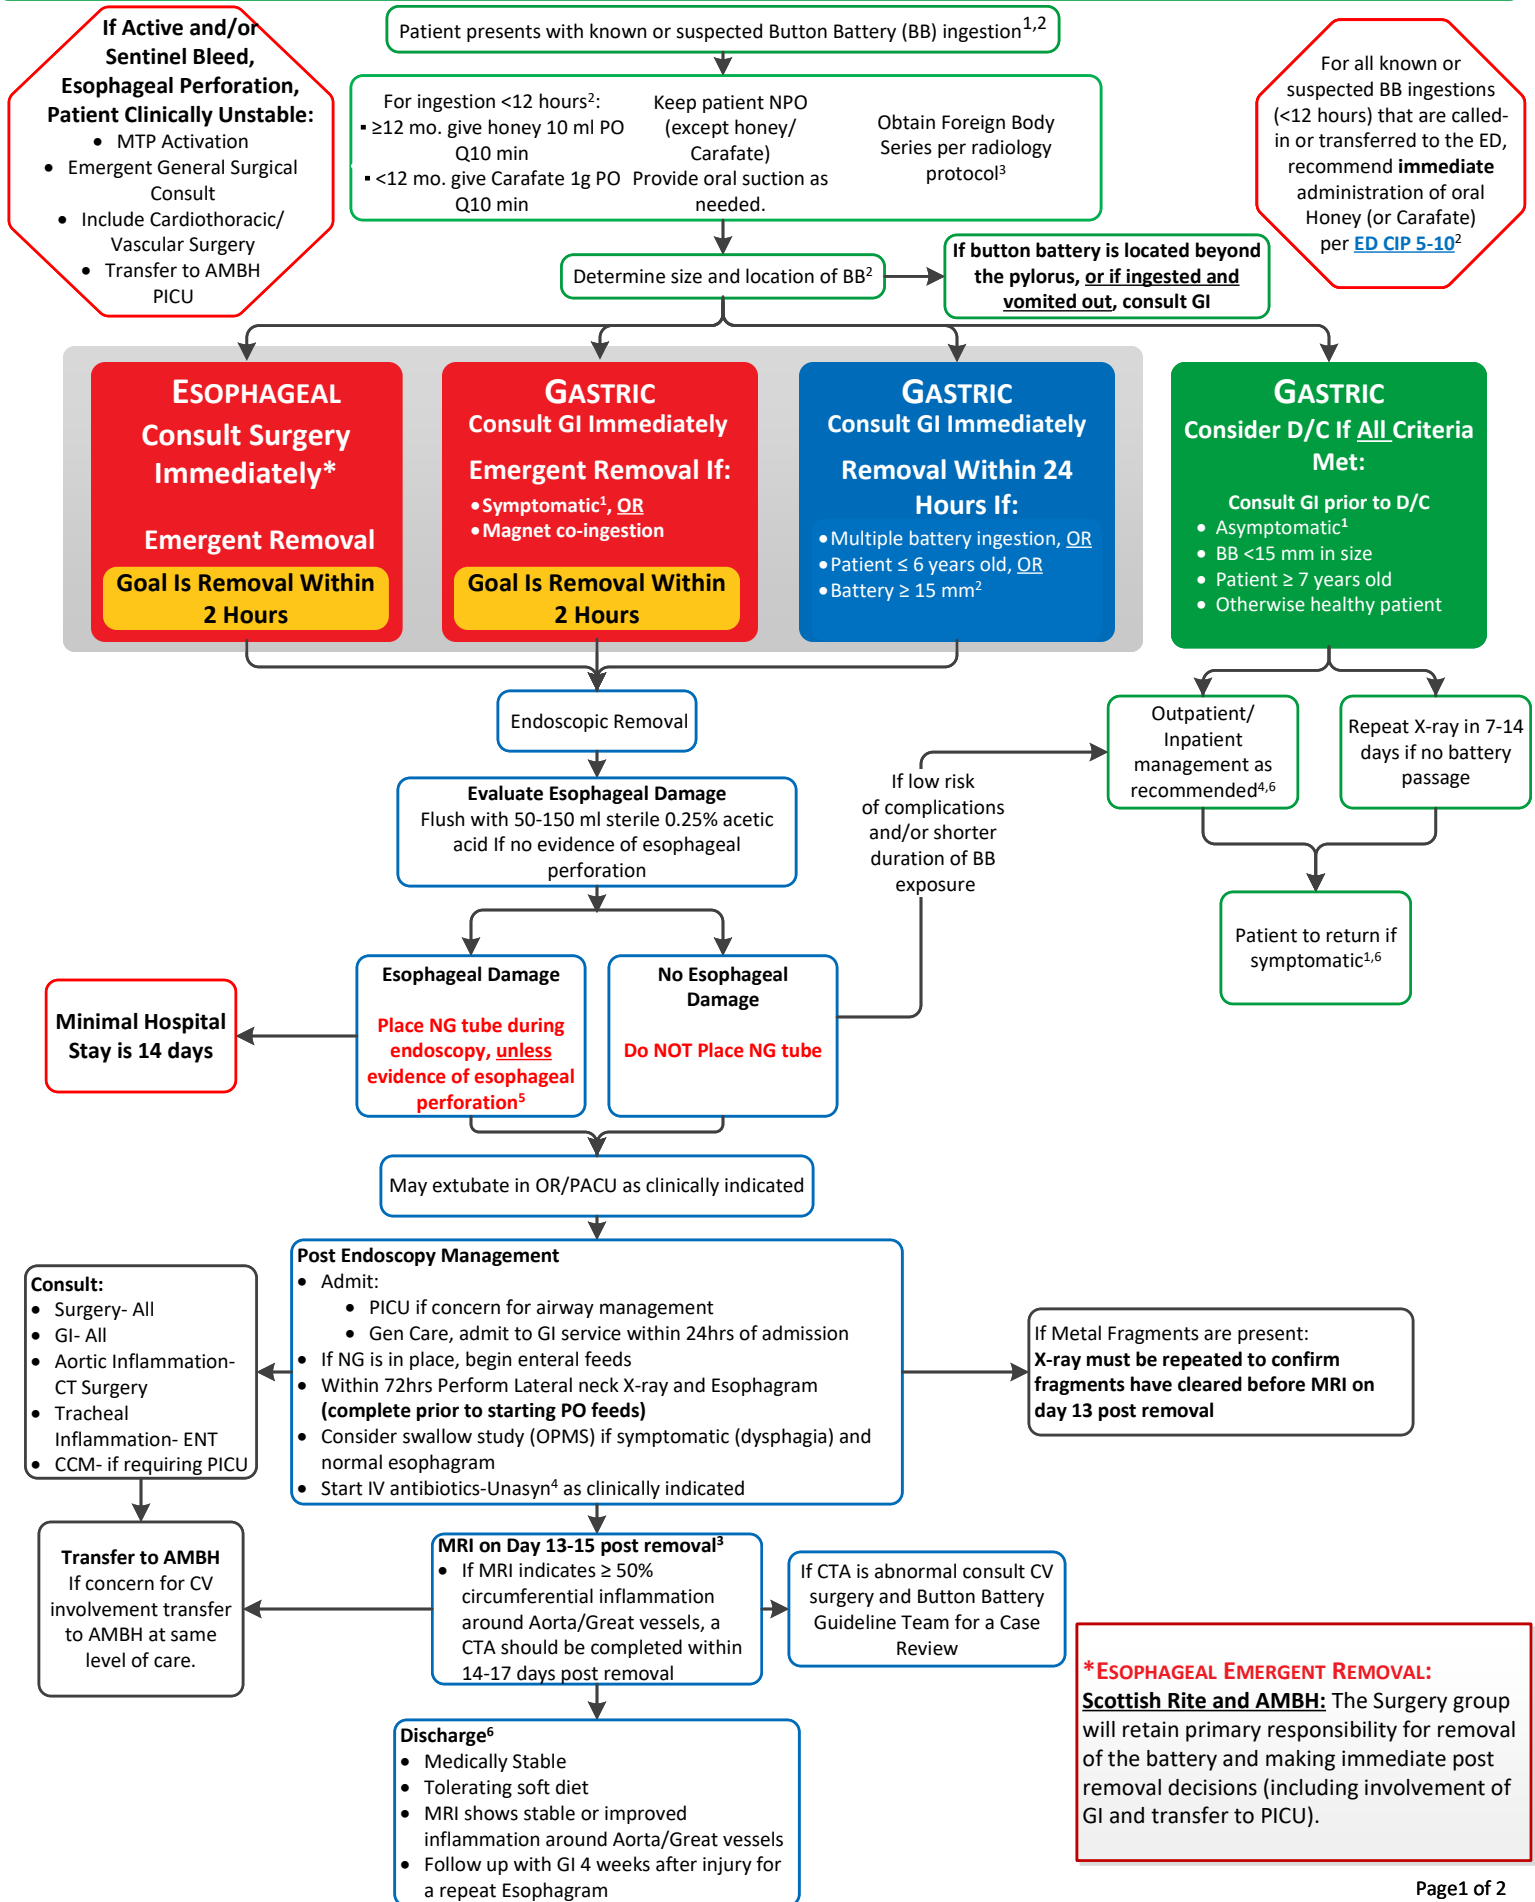 If Active and/or
Sentinel Bleed,
Esophageal Perforation,
Patient Clinically Unstable:
• MTP Activation
• Emergent General Surgical
Consult
• Include Cardiothoracic/
Vascular Surgery
• Transfer to AMBH
PICU
Patient presents with known or suspected Button Battery (BB) ingestion1,2
For ingestion <12 hours2:
▪ ≥12 mo. give honey 10 ml PO
Q10 min
▪ <12 mo. give Carafate 1g PO
Q10 min
Keep patient NPO
(except honey/
Carafate)
Provide oral suction as
needed.
Obtain Foreign Body
Series per radiology
protocol3
For all known or
suspected BB ingestions
(<12 hours) that are called-
in or transferred to the ED,
recommend immediate
administration of oral
Honey (or Carafate)
per ED CIP 5-102
Determine size and location of BB2
If button battery is located beyond
the pylorus, or if ingested and
vomited out, consult GI
ESOPHAGEAL
Consult Surgery
Immediately*
Emergent Removal
Goal Is Removal Within
2 Hours
GASTRIC
Consult GI Immediately
Emergent Removal If:
• Symptomatic1, OR
• Magnet co-ingestion
Goal Is Removal Within
2 Hours
GASTRIC
Consult GI Immediately
Removal Within 24
Hours If:
• Multiple battery ingestion, OR
• Patient ≤ 6 years old, OR
• Battery ≥ 15 mm2
GASTRIC
Consider D/C If All Criteria
Met:
Consult GI prior to D/C
• Asymptomatic1
• BB <15 mm in size
• Patient ≥ 7 years old
• Otherwise healthy patient
Endoscopic Removal
Outpatient/
Inpatient
management as
recommended4,6
Repeat X-ray in 7-14
days if no battery
passage
Evaluate Esophageal Damage
Flush with 50-150 ml sterile 0.25% acetic
acid If no evidence of esophageal
perforation
If low risk
of complications
and/or shorter
duration of BB
exposure
Patient to return if
symptomatic1,6
Minimal Hospital
Stay is 14 days
Esophageal Damage
Place NG tube during
endoscopy, unless
evidence of esophageal
perforation5
No Esophageal
Damage
Do NOT Place NG tube
May extubate in OR/PACU as clinically indicated
Consult:
• Surgery- All
• GI- All
• Aortic Inflammation-
CT Surgery
• Tracheal
Inflammation- ENT
• CCM- if requiring PICU
Post Endoscopy Management
• Admit:
• PICU if concern for airway management
• Gen Care, admit to GI service within 24hrs of admission
• If NG is in place, begin enteral feeds
• Within 72hrs Perform Lateral neck X-ray and Esophagram
(complete prior to starting PO feeds)
• Consider swallow study (OPMS) if symptomatic (dysphagia) and
normal esophagram
• Start IV antibiotics-Unasyn4 as clinically indicated
If Metal Fragments are present:
X-ray must be repeated to confirm
fragments have cleared before MRI on
day 13 post removal
Transfer to AMBH
If concern for CV
involvement transfer
to AMBH at same
level of care.
MRI on Day 13-15 post removal3
• If MRI indicates ≥ 50%
circumferential inflammation
around Aorta/Great vessels, a
CTA should be completed within
14-17 days post removal
If CTA is abnormal consult CV
surgery and Button Battery
Guideline Team for a Case
Review
*ESOPHAGEAL EMERGENT REMOVAL:
Scottish Rite and AMBH: The Surgery group
will retain primary responsibility for removal
of the battery and making immediate post
removal decisions (including involvement of
GI and transfer to PICU).
Discharge6
• Medically Stable
• Tolerating soft diet
• MRI shows stable or improved
inflammation around Aorta/Great vessels
• Follow up with GI 4 weeks after injury for
a repeat Esophagram
Page1 of 2